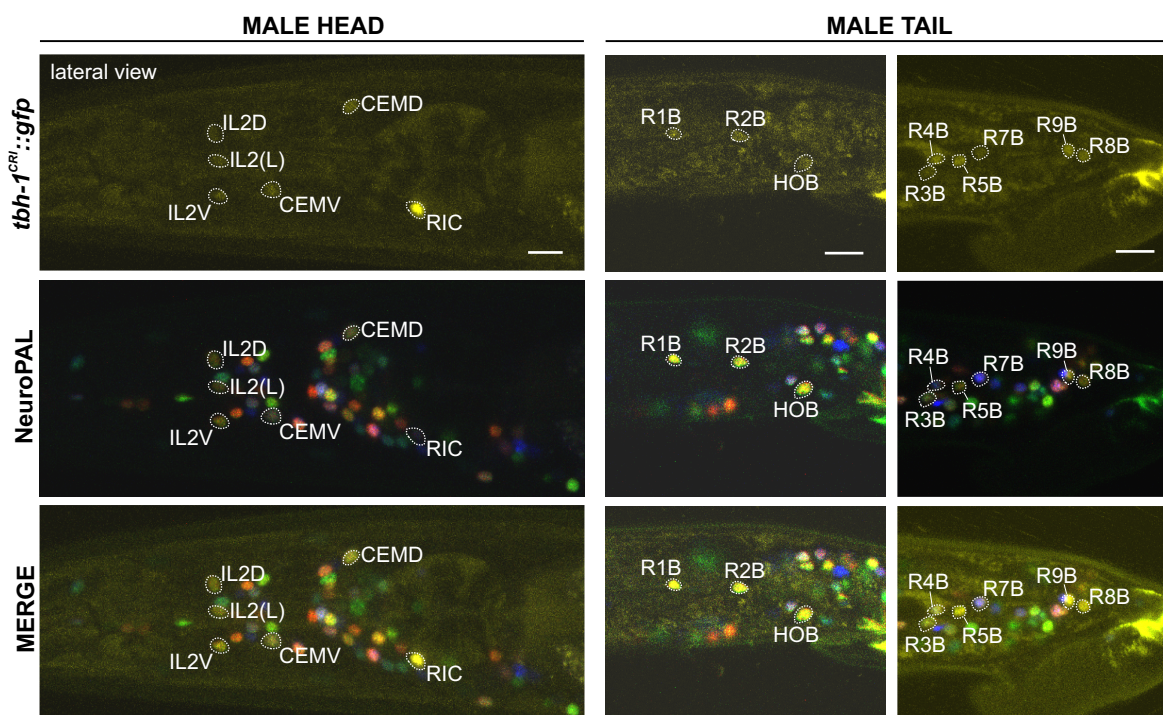 MALE HEAD
MALE TAIL
tbh-1CRI::gfp
lateral view
CEMD
IL2D
IL2(L)
IL2V
CEMV
RIC
R1B
R2B
HOB
R4B
R7B
R9B
R8B
R3B
R5B
NeuroPAL
CEMD
IL2D
IL2(L)
IL2V
CEMV
RIC
R1B
R2B
HOB
R4B
R7B
R9B
R8B
R3B
R5B
MERGE
CEMD
IL2D
IL2(L)
IL2V
CEMV
RIC
R1B
R2B
HOB
R4B
R7B
R9B
R8B
R3B
R5B